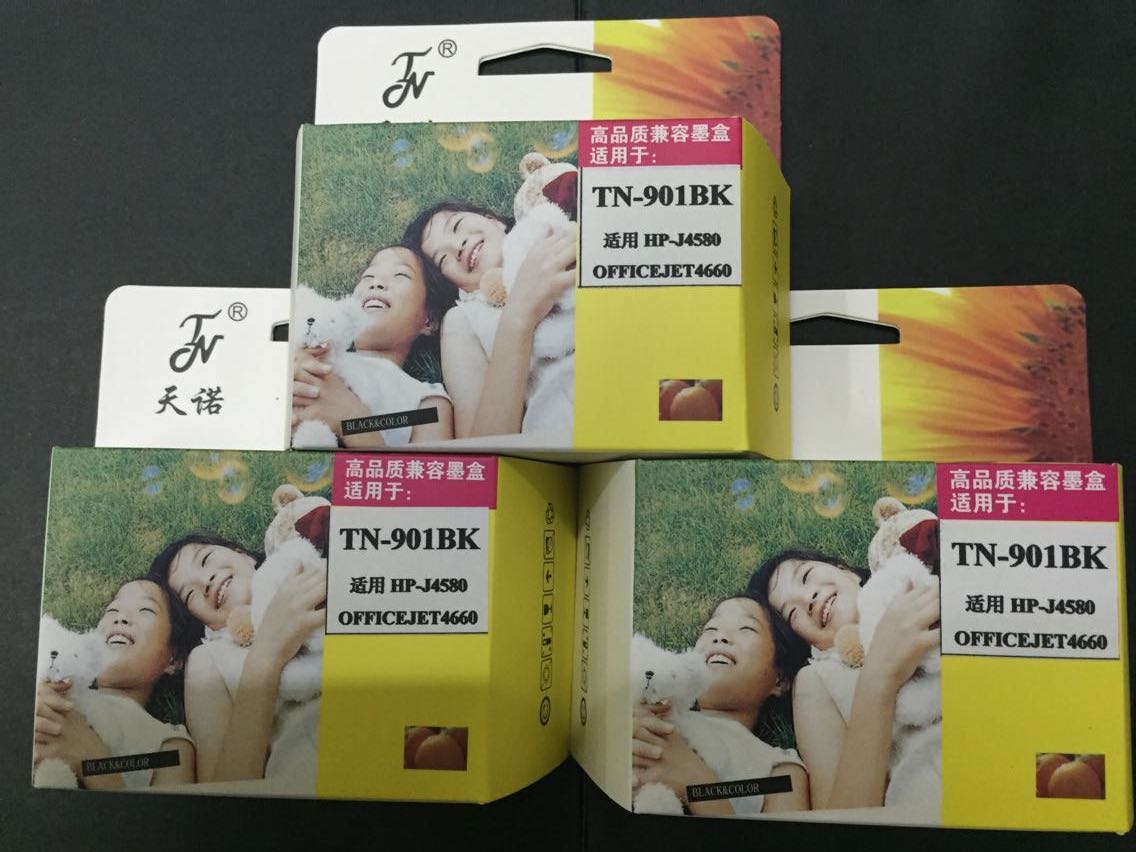 TN®
高品质兼容墨盒
适用于:
TN-901BK
适用 HP-J4580
OFFICEJET4660
BLACK&COLOR
TN®
天诺
高品质兼容墨盒
适用于:
TN-901BK
适用 HP-J4580
OFFICEJET4660
BLACK&COLOR
高品质兼容墨盒
适用于:
TN-901BK
适用 HP-J4580
OFFICEJET4660
BLACK&COLOR